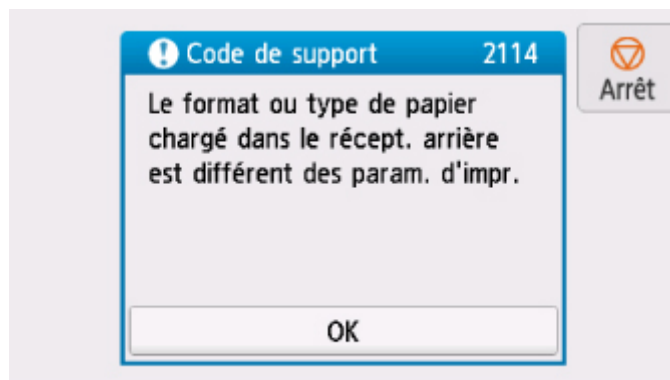 Code de support 2114
Arrêt
Le format ou type de papier
chargé dans le récept. arrière
est différent des param. d'impr.
OK